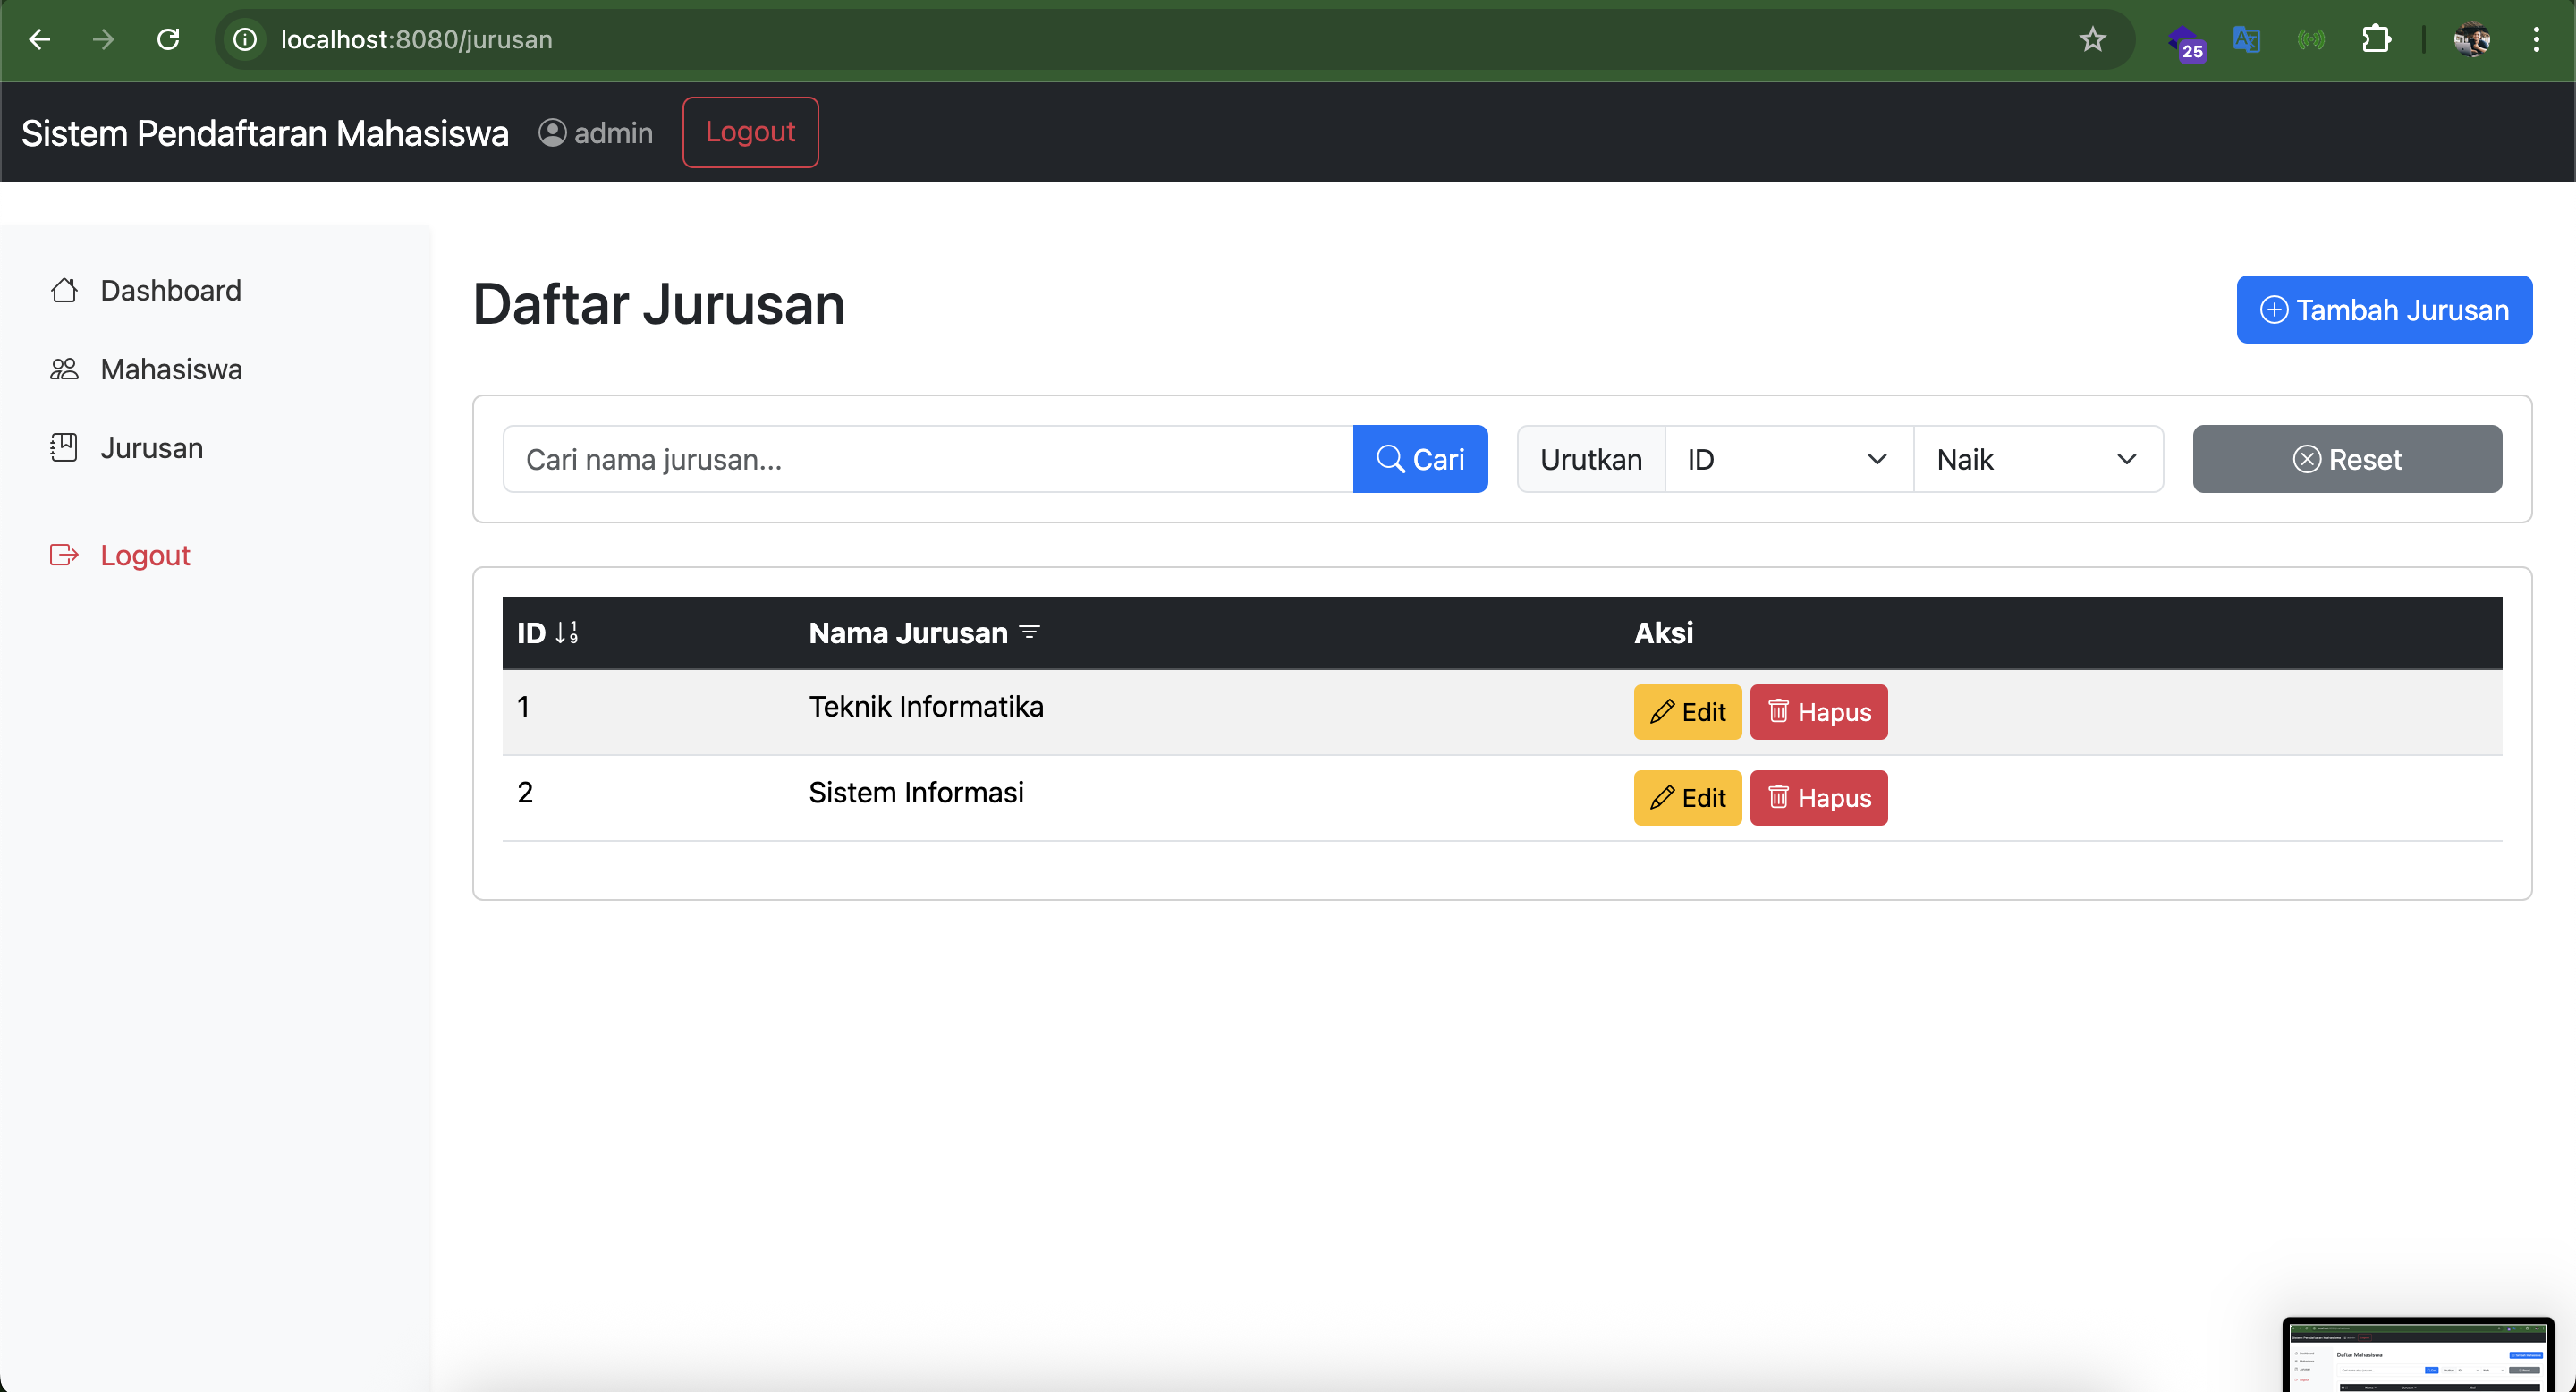 localhost:8080/jurusan
25
Sistem Pendaftaran Mahasiswa admin Logout
Dashboard
Mahasiswa
Jurusan
Logout
Daftar Jurusan
Tambah Jurusan
Cari nama jurusan... Cari Urutkan ID Naik Reset
ID Nama Jurusan Aksi
1 Teknik Informatika Edit Hapus
2 Sistem Informasi Edit Hapus
Daftar Mahasiswa